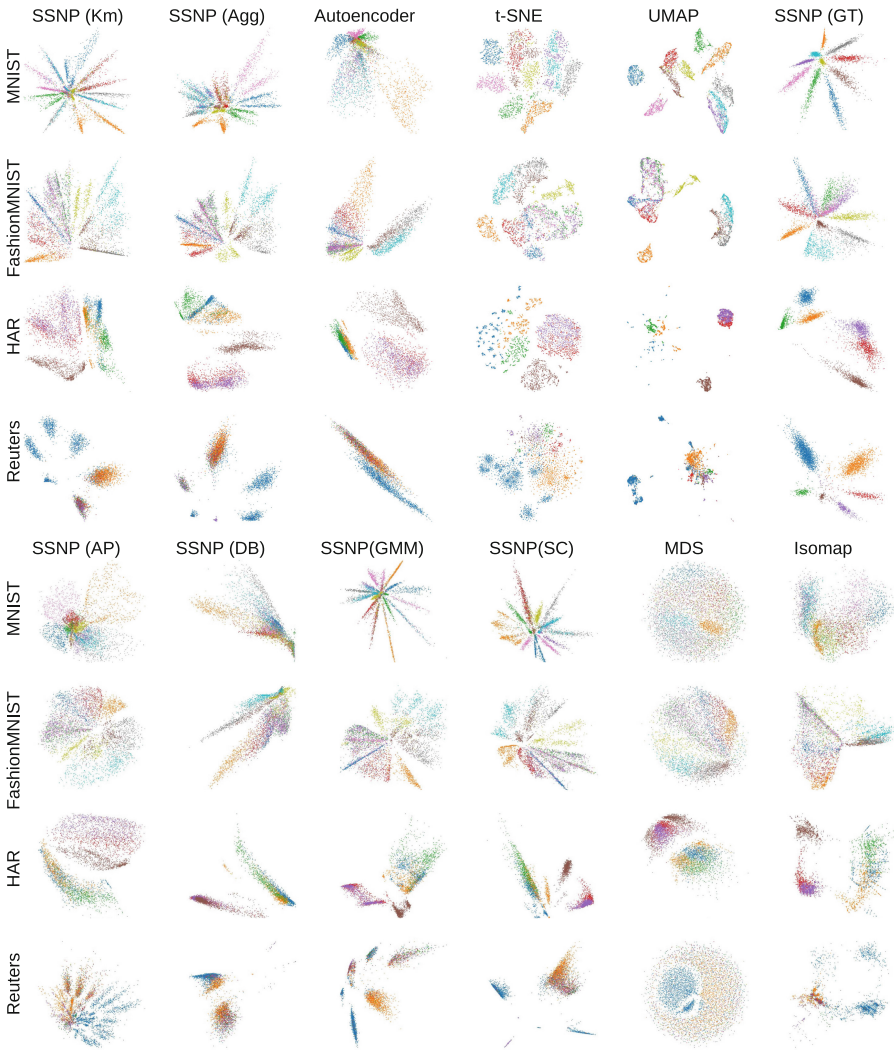 SSNP (Km) SSNP (Agg) Autoencoder t-SNE UMAP SSNP (GT)
MNIST
FashionMNIST
HAR
Reuters
SSNP (AP) SSNP (DB) SSNP(GMM) SSNP(SC) MDS Isomap
MNIST
FashionMNIST
HAR
Reuters